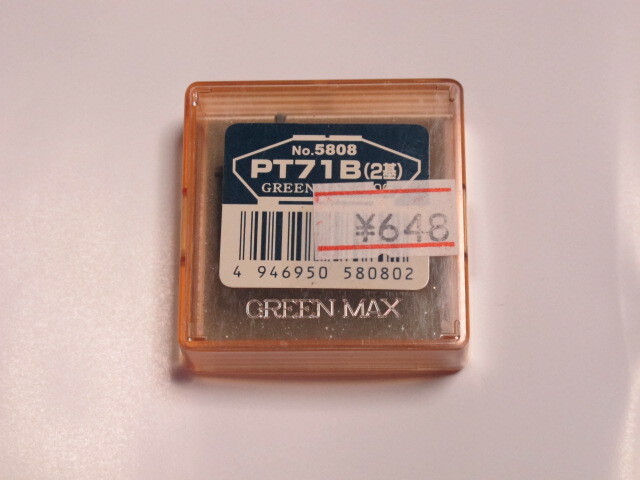 No.5808
PT71B(2基)
GREEN
¥648
4 946950 580802
GREEN MAX